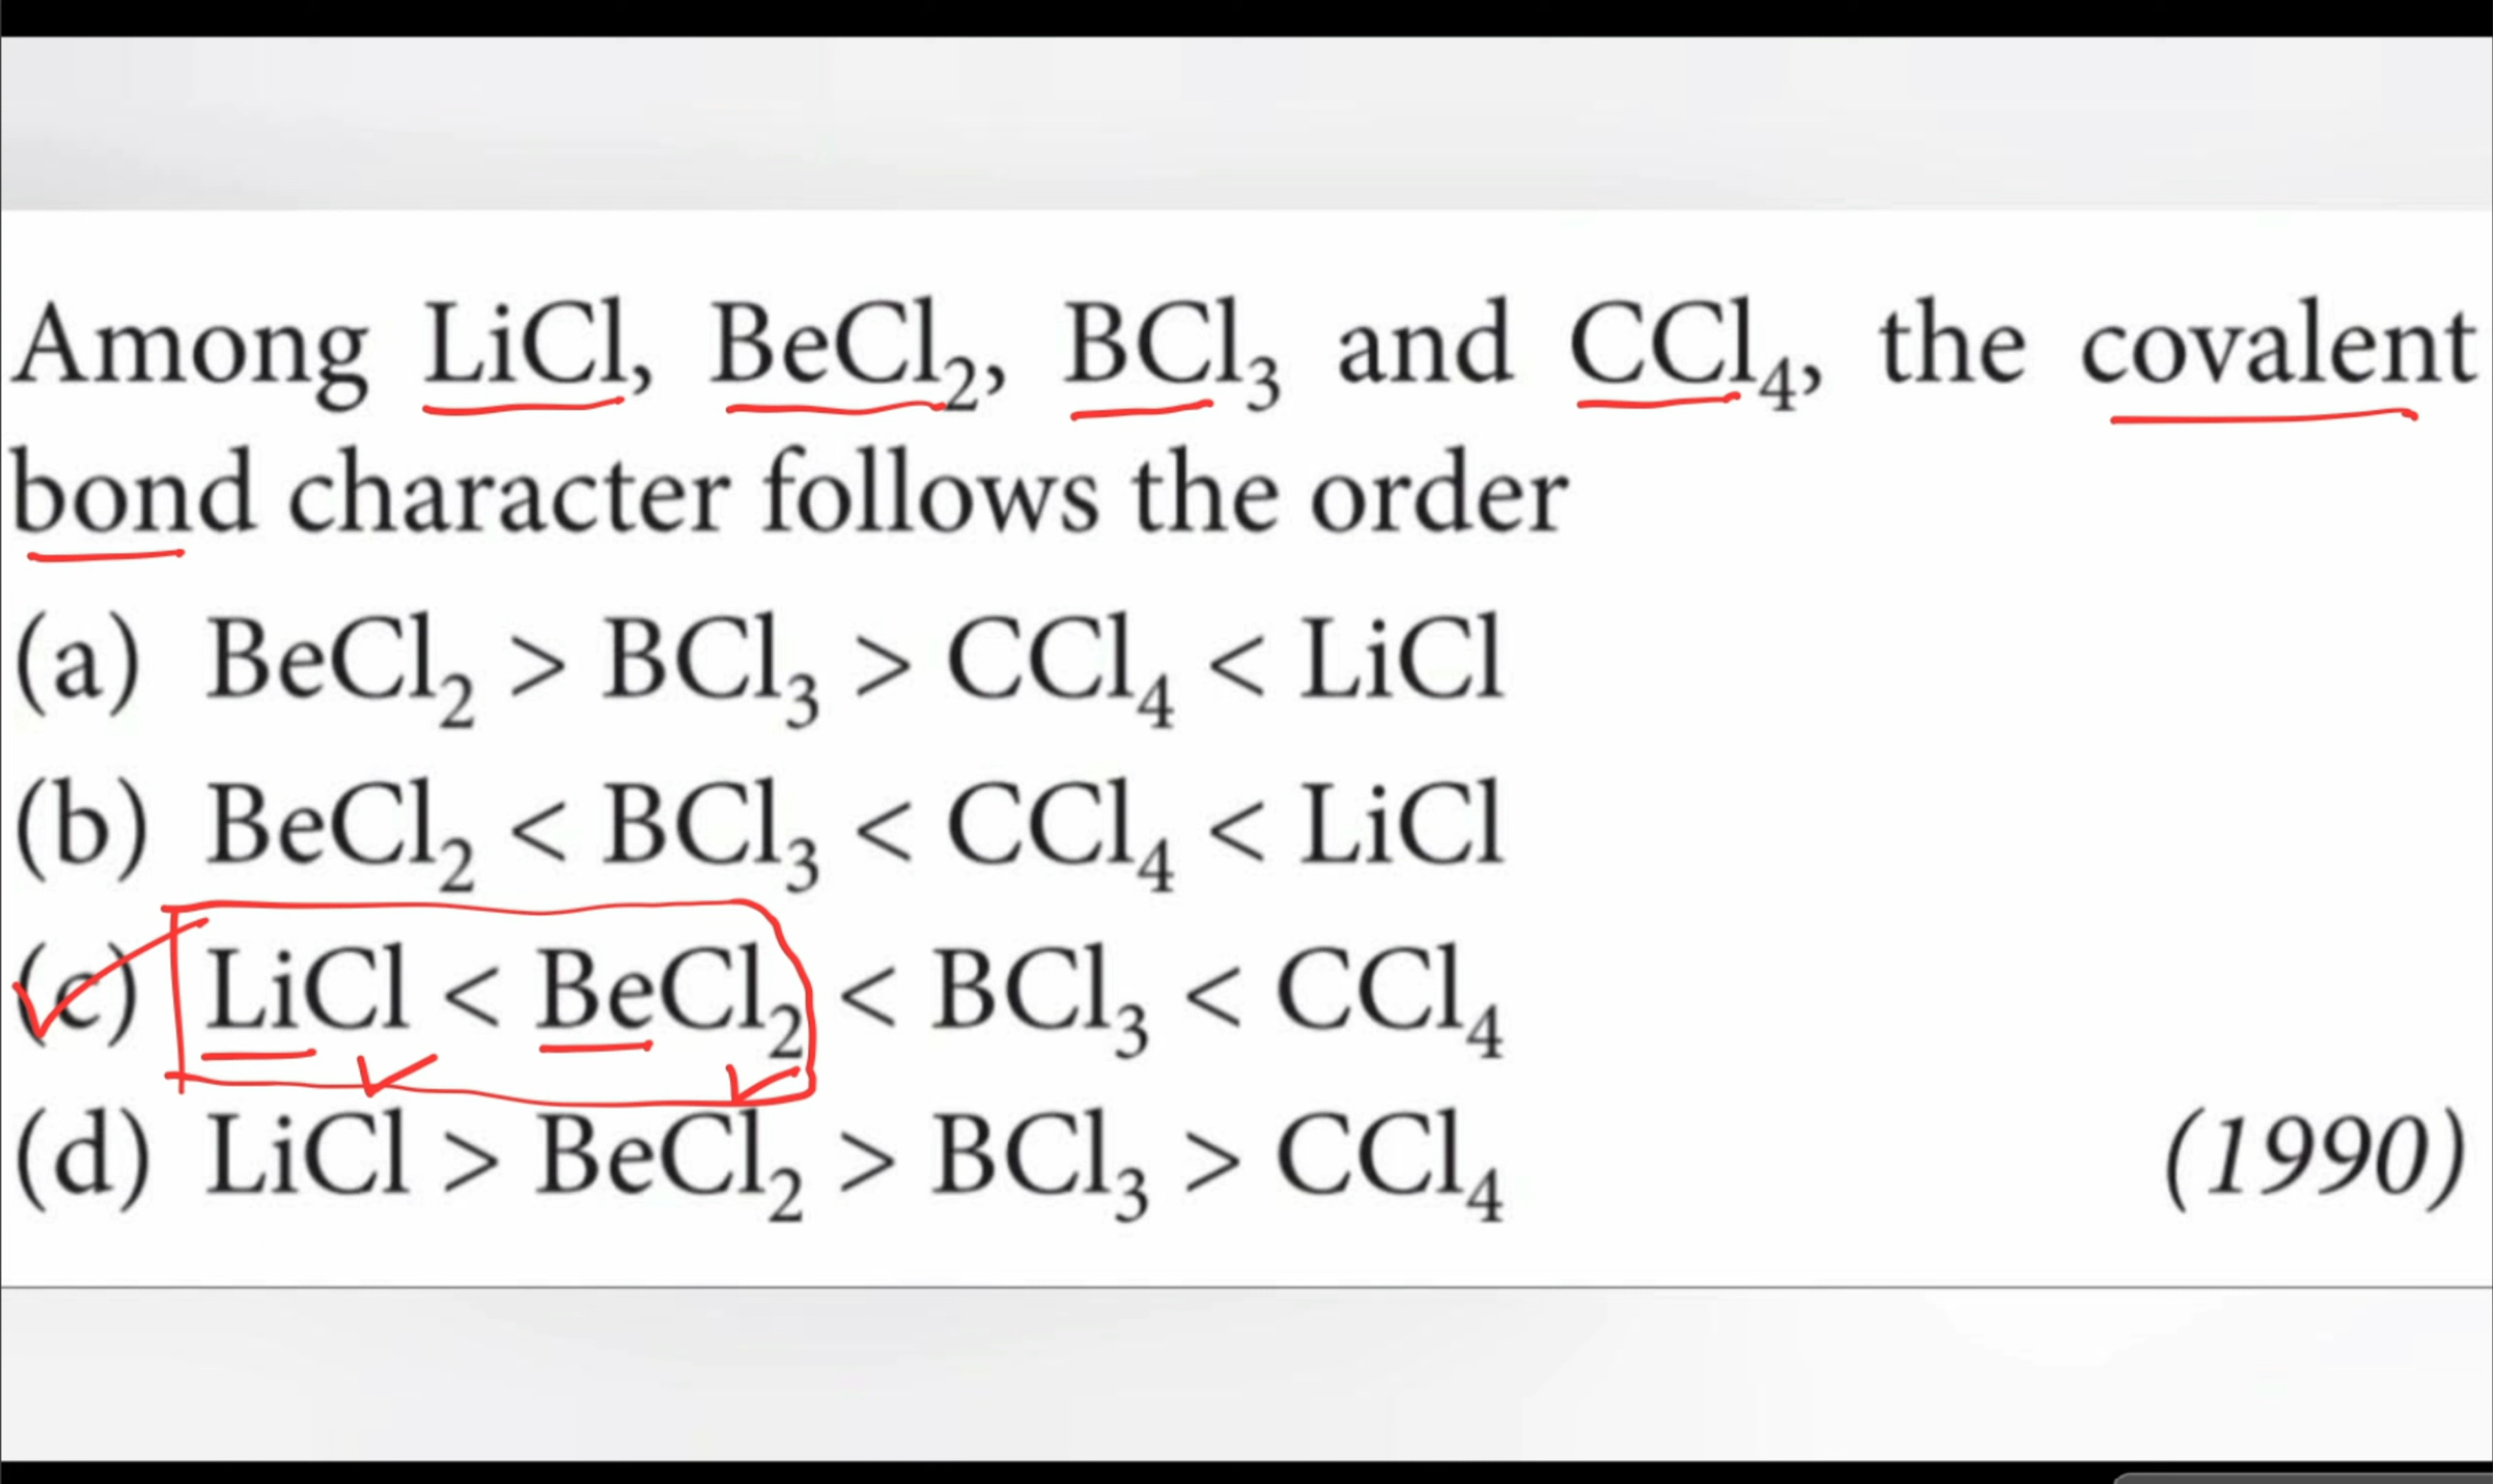 Among LiCl, BeCl₂, BCl₃ and CCl₄, the covalent
bond character follows the order
(a) BeCl₂ > BCl₃ > CCl₄ < LiCl
(b) BeCl₂ < BCl₃ < CCl₄ < LiCl
(c) LiCl < BeCl₂ < BCl₃ < CCl₄
(d) LiCl > BeCl₂ > BCl₃ > CCl₄ (1990)